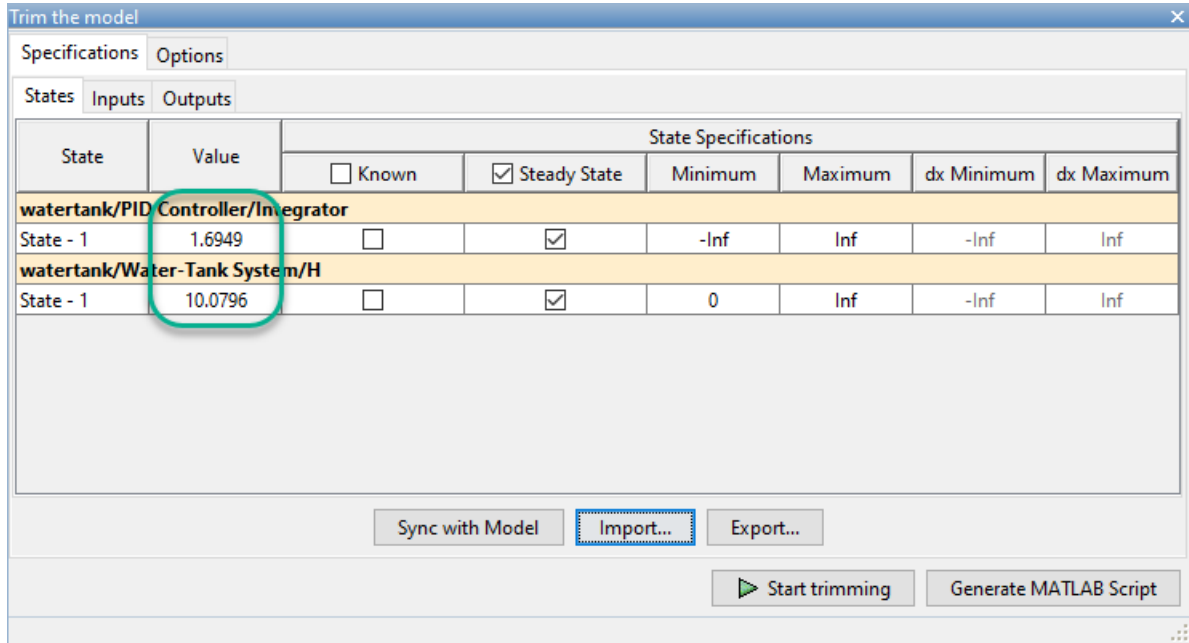 Trim the model
Specifications Options
States Inputs Outputs
State Value State Specifications
Known Steady State Minimum Maximum dx Minimum dx Maximum
watertank/PID Controller/Integrator
State - 1 1.6949 -Inf Inf -Inf Inf
watertank/Water-Tank System/H
State - 1 10.0796 0 Inf -Inf Inf
Sync with Model Import... Export...
Start trimming Generate MATLAB Script